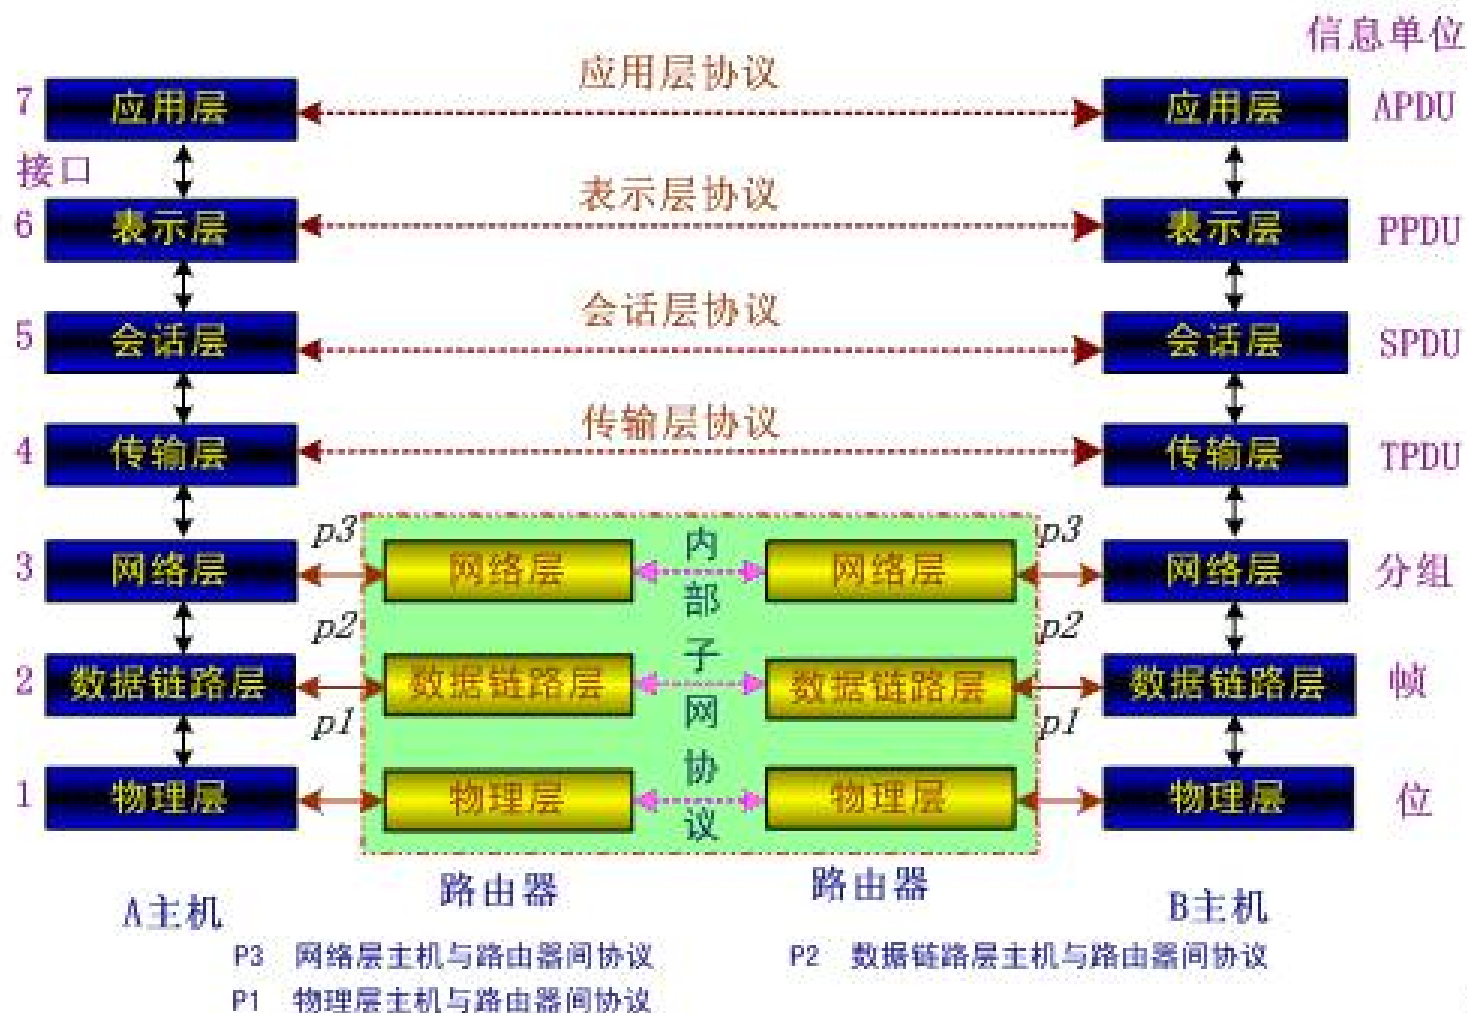 信息单位
应用层协议
7 应用层 应用层 APDU
接口
表示层协议
6 表示层 表示层 PPDU
会话层协议
5 会话层 会话层 SPDU
传输层协议
4 传输层 传输层 TPDU
p3 p3
3 网络层 网络层 网络层 网络层 分组
p2 p2
2 数据链路层 数据链路层 数据链路层 数据链路层 帧
p1 p1
1 物理层 物理层 物理层 物理层 位
内部子网协议
A主机 路由器 路由器 B主机
P3 网络层主机与路由器间协议 P2 数据链路层主机与路由器间协议
P1 物理层主机与路由器间协议